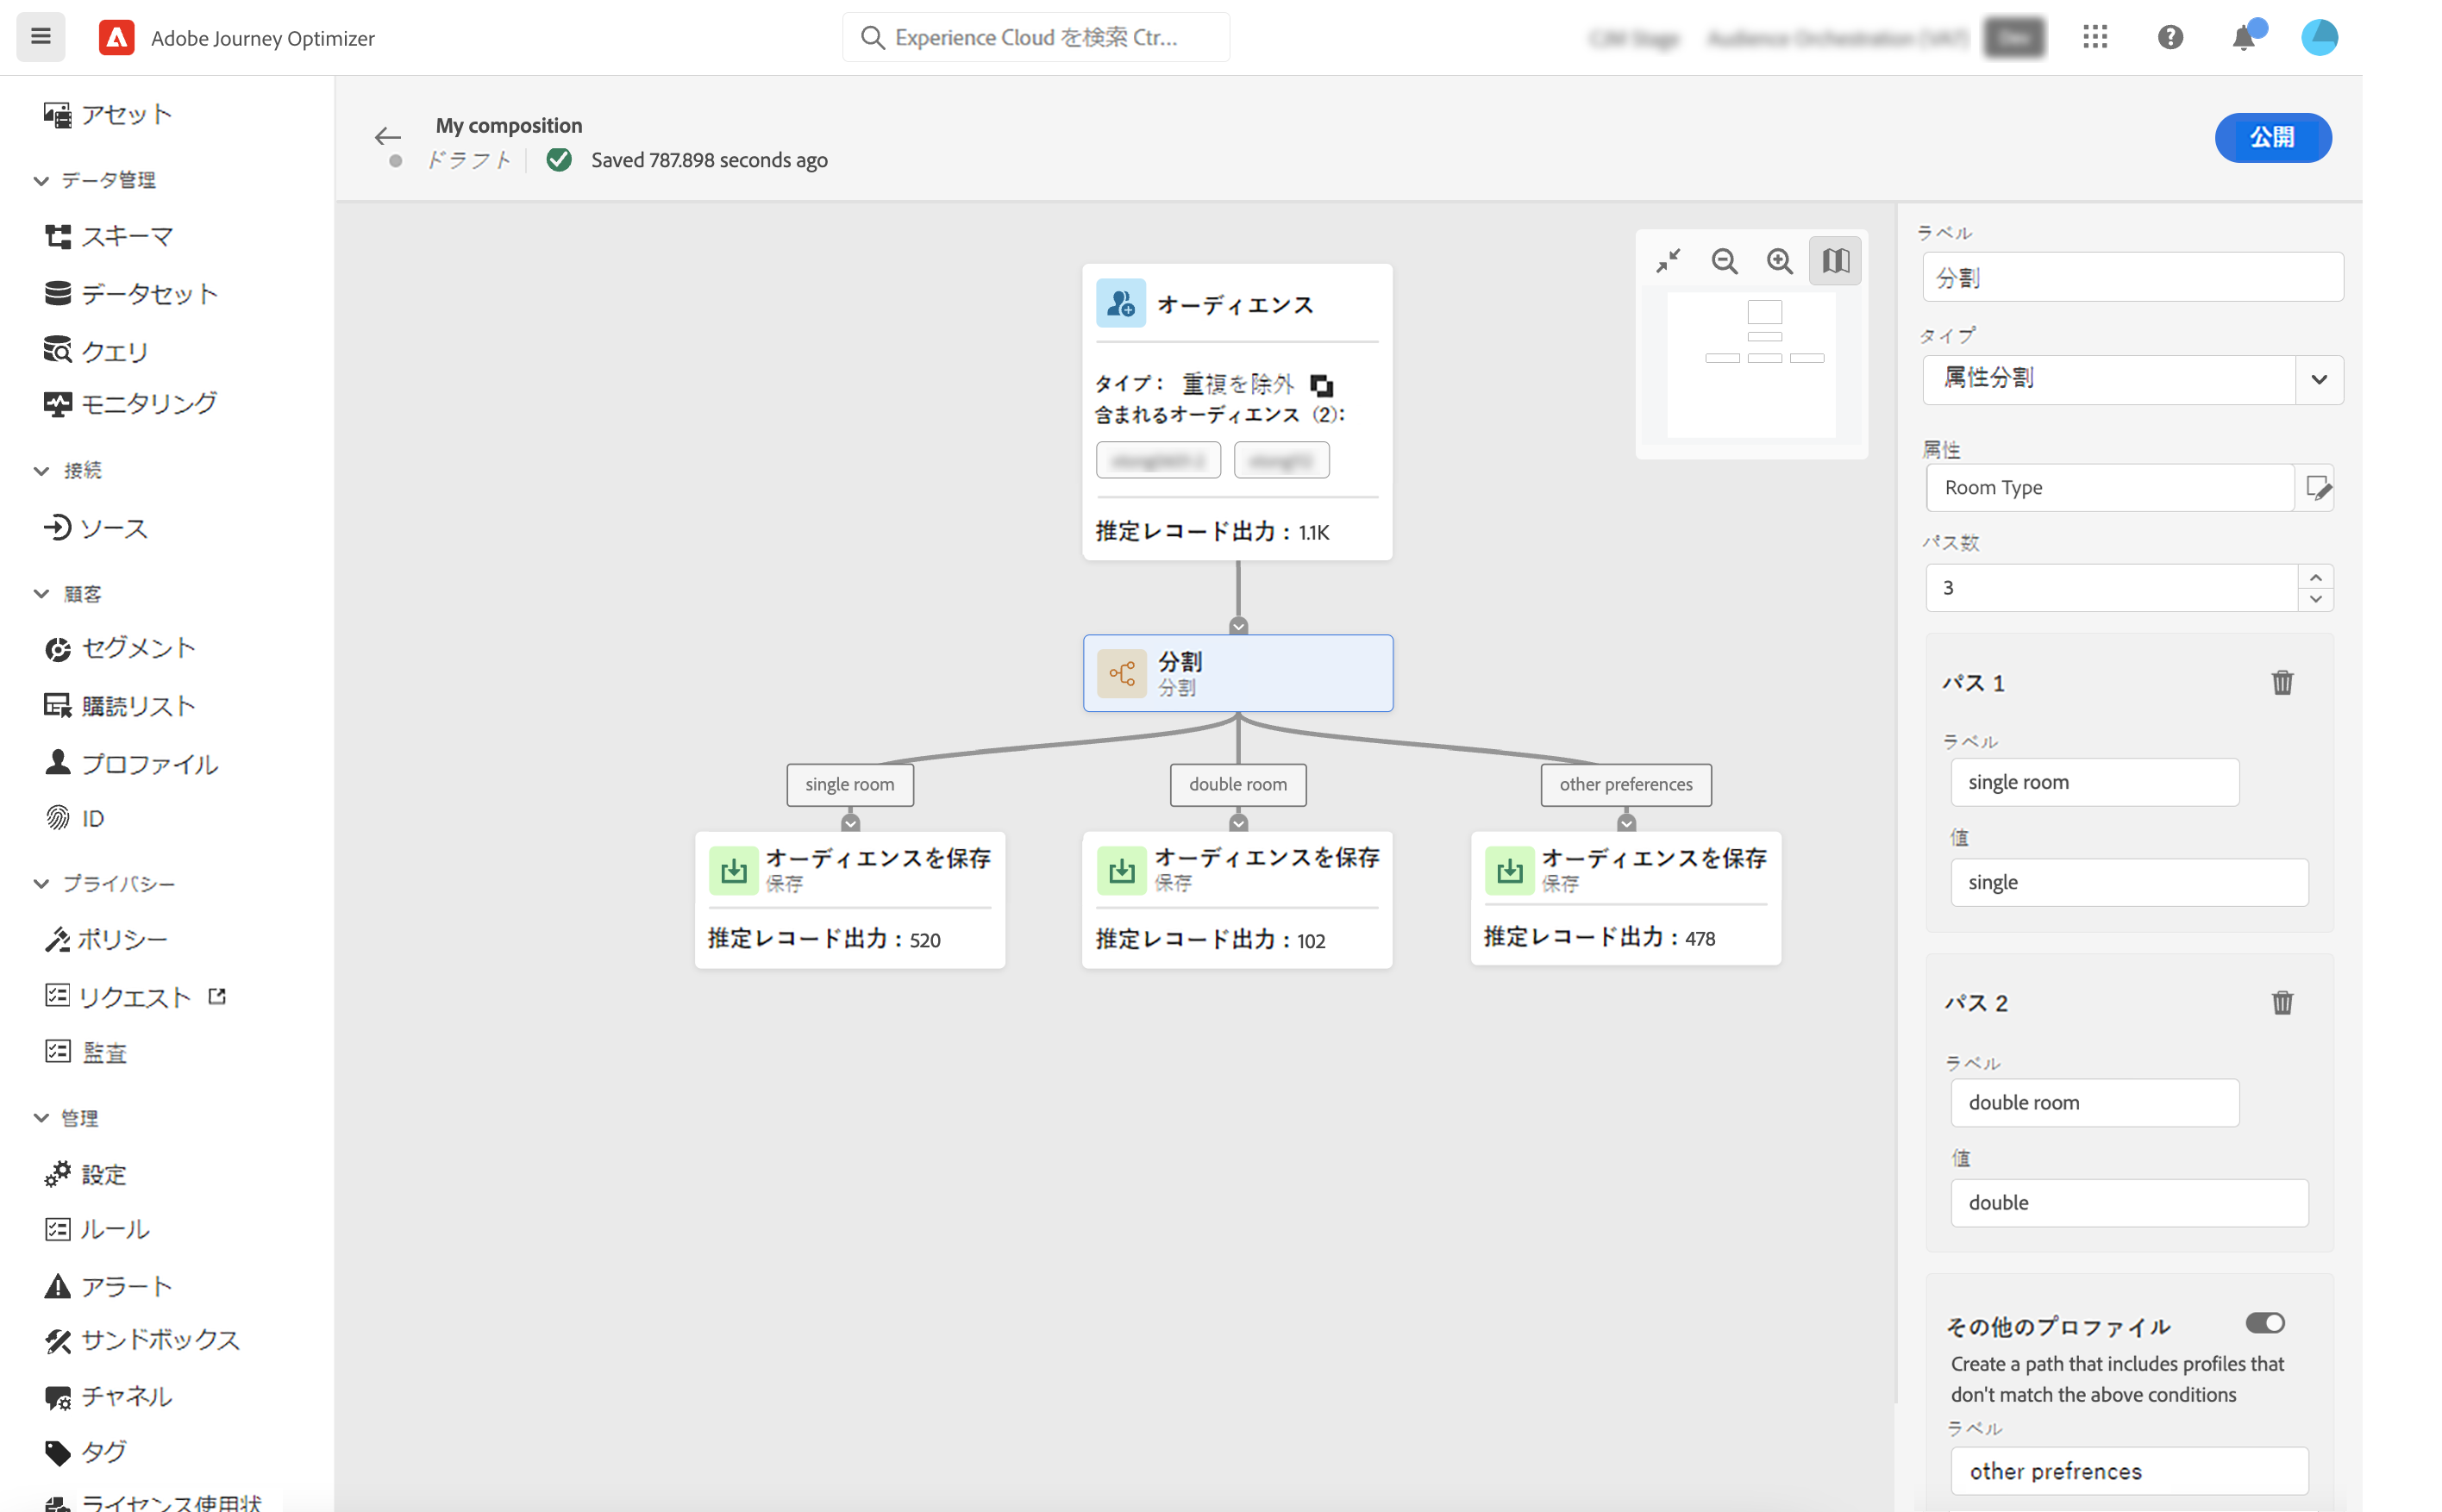 Adobe Journey Optimizer
Experience Cloud を検索 Ctr...
アセット
データ管理
スキーマ
データセット
クエリ
モニタリング
接続
ソース
顧客
セグメント
購読リスト
プロファイル
ID
プライバシー
ポリシー
リクエスト
監査
管理
設定
ルール
アラート
サンドボックス
チャネル
タグ
ライセンス使用状
My composition
ドラフト
Saved 787.898 seconds ago
公開
オーディエンス
タイプ： 重複を除外
含まれるオーディエンス（2）：
推定レコード出力： 1.1K
分割
分割
single room
double room
other preferences
オーディエンスを保存
保存
推定レコード出力：520
オーディエンスを保存
保存
推定レコード出力：102
オーディエンスを保存
保存
推定レコード出力：478
ラベル
分割
タイプ
属性分割
属性
Room Type
パス数
3
パス 1
ラベル
single room
値
single
パス 2
ラベル
double room
値
double
その他のプロファイル
Create a path that includes profiles that
don't match the above conditions
ラベル
other prefrences